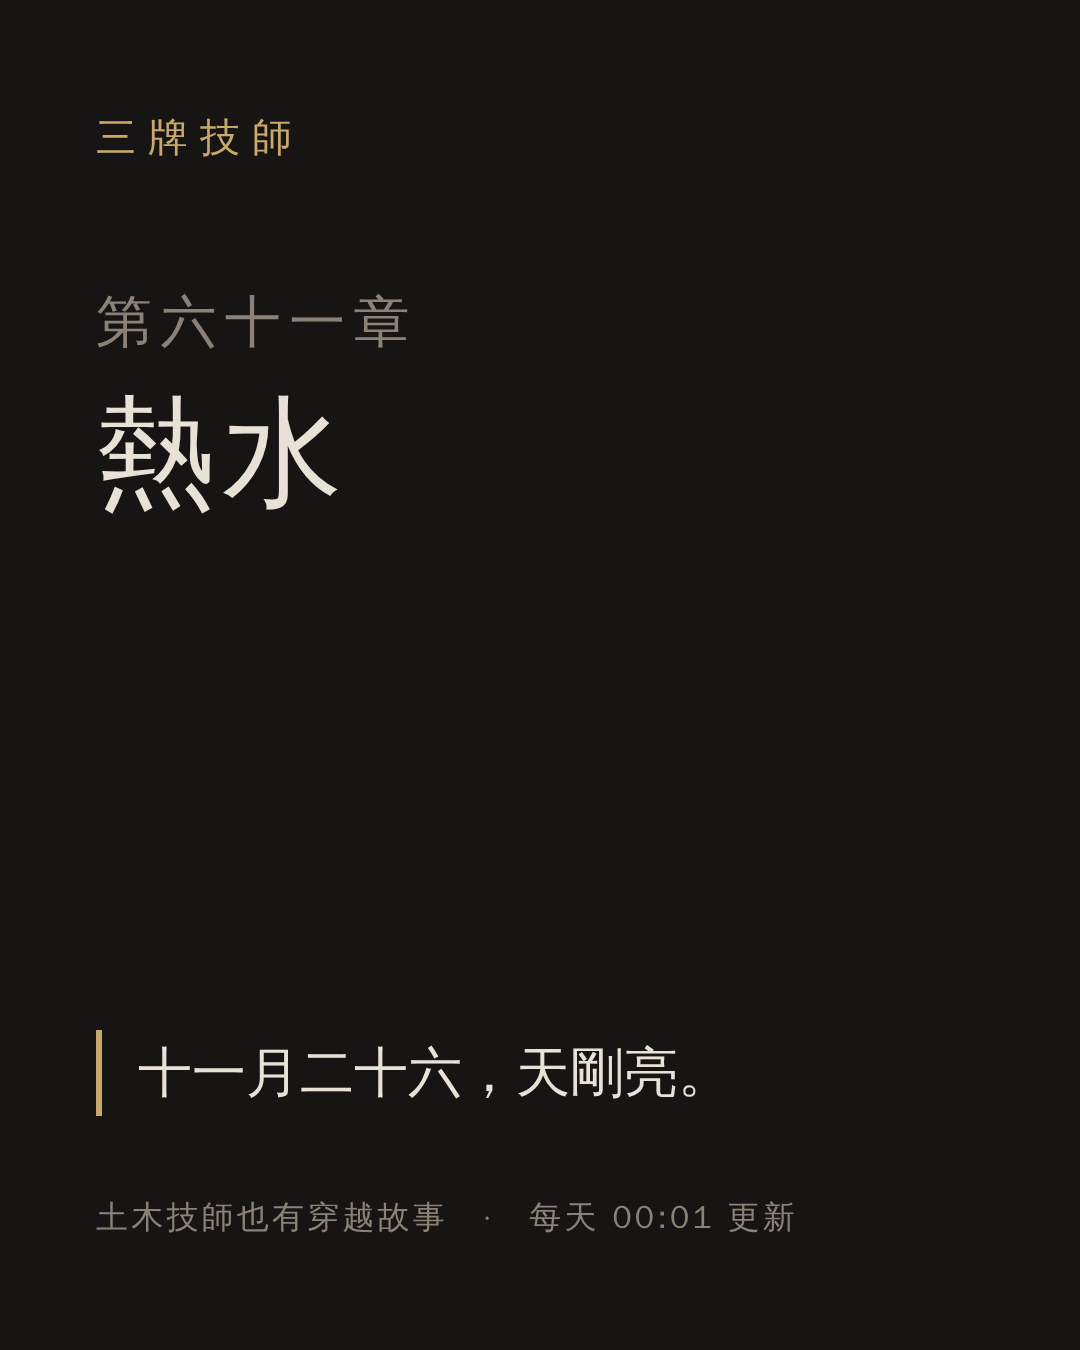 三牌技師
第六十一章
熱水
十一月二十六，天剛亮。
土木技師也有穿越故事 · 每天 00:01 更新